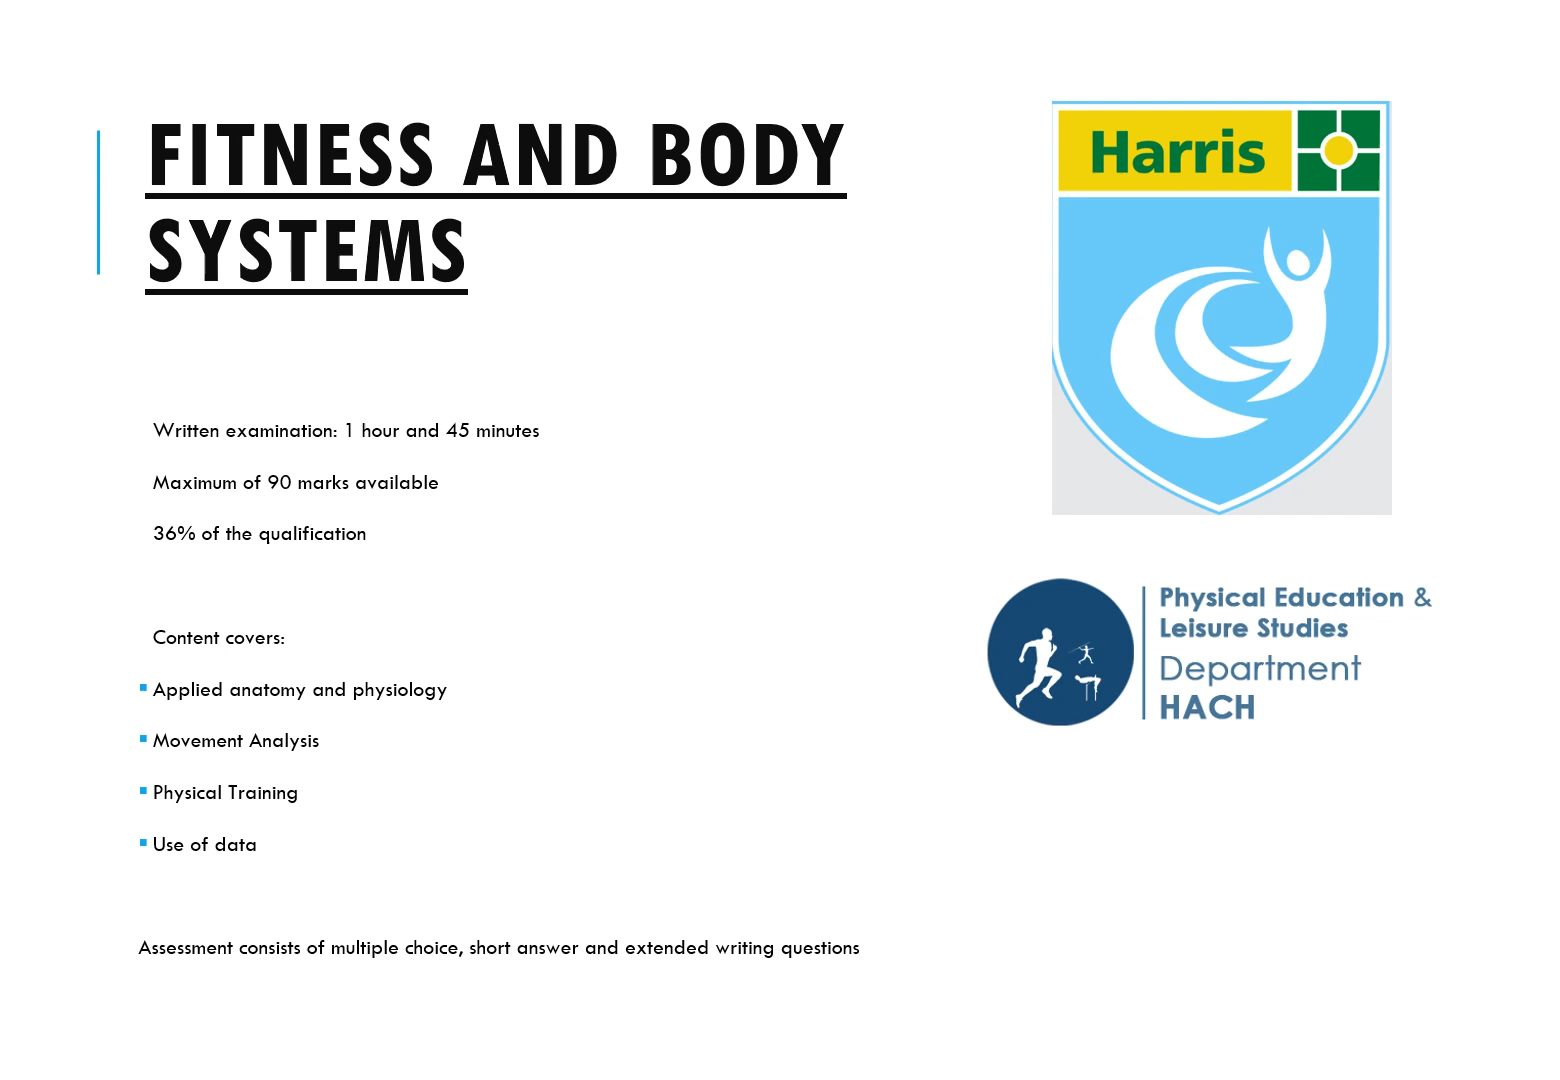 FITNESS AND BODY
SYSTEMS
Written examination: 1 hour and 45 minutes
Maximum of 90 marks available
36% of the qualification
Content covers:
▪ Applied anatomy and physiology
▪ Movement Analysis
▪ Physical Training
▪ Use of data
Assessment consists of multiple choice, short answer and extended writing questions
Harris
Physical Education &
Leisure Studies
Department
HACH